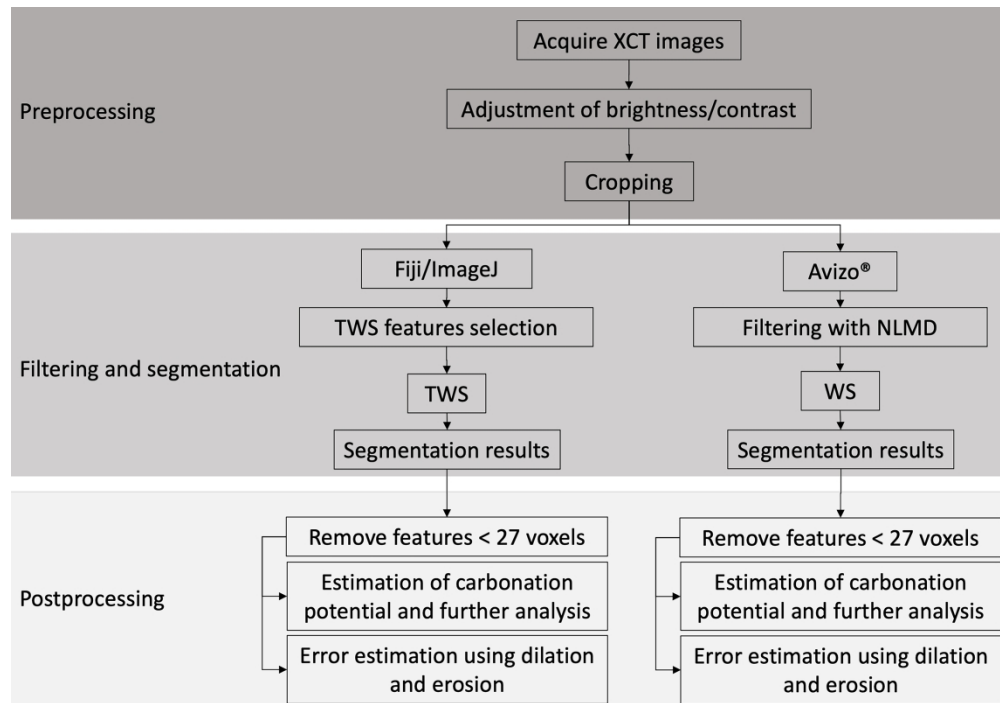 Preprocessing
Acquire XCT images
Adjustment of brightness/contrast
Cropping
Filtering and segmentation
Fiji/ImageJ
TWS features selection
TWS
Segmentation results
Avizo®
Filtering with NLMD
WS
Segmentation results
Postprocessing
Remove features < 27 voxels
Estimation of carbonation
potential and further analysis
Error estimation using dilation
and erosion
Remove features < 27 voxels
Estimation of carbonation
potential and further analysis
Error estimation using dilation
and erosion